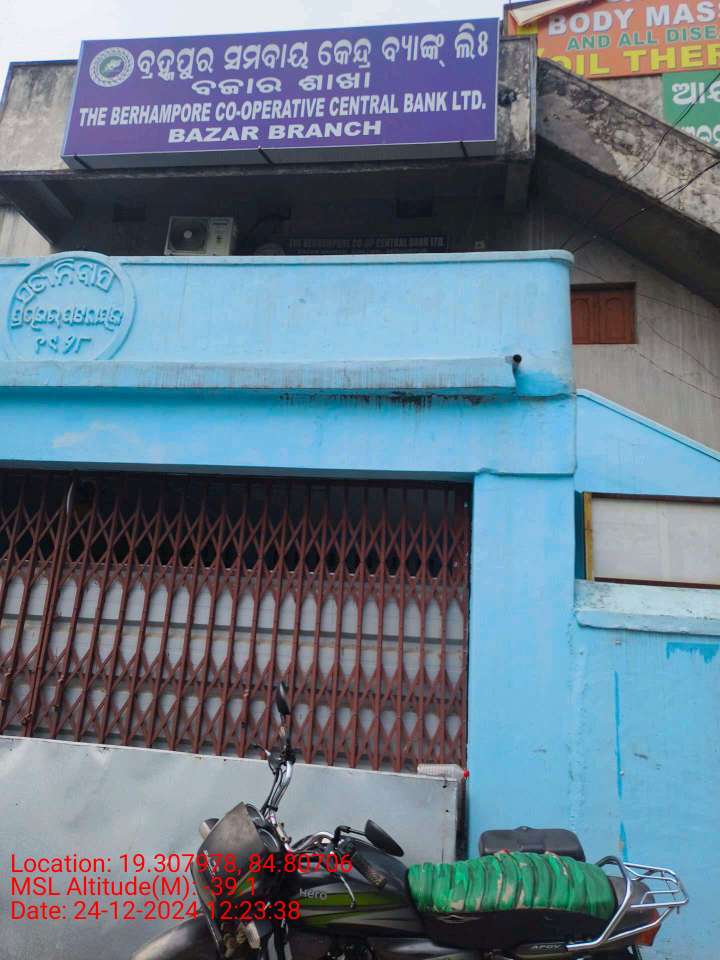 BODY MAS
AND ALL DISE
OIL THER
ବ୍ରହ୍ମପୁର ସମବାୟ କେନ୍ଦ୍ର ବ୍ୟାଙ୍କ୍ ଲିଃ
ବଜାର ଶାଖା
THE BERHAMPORE CO-OPERATIVE CENTRAL BANK LTD.
BAZAR BRANCH
THE BERHAMPORE CO-OP CENTRAL BANK LTD.
୧୯୬୮
Hero
Location: 19.307978, 84.80706
MSL Altitude(M): -39.1
Date: 24-12-2024 12:23:38